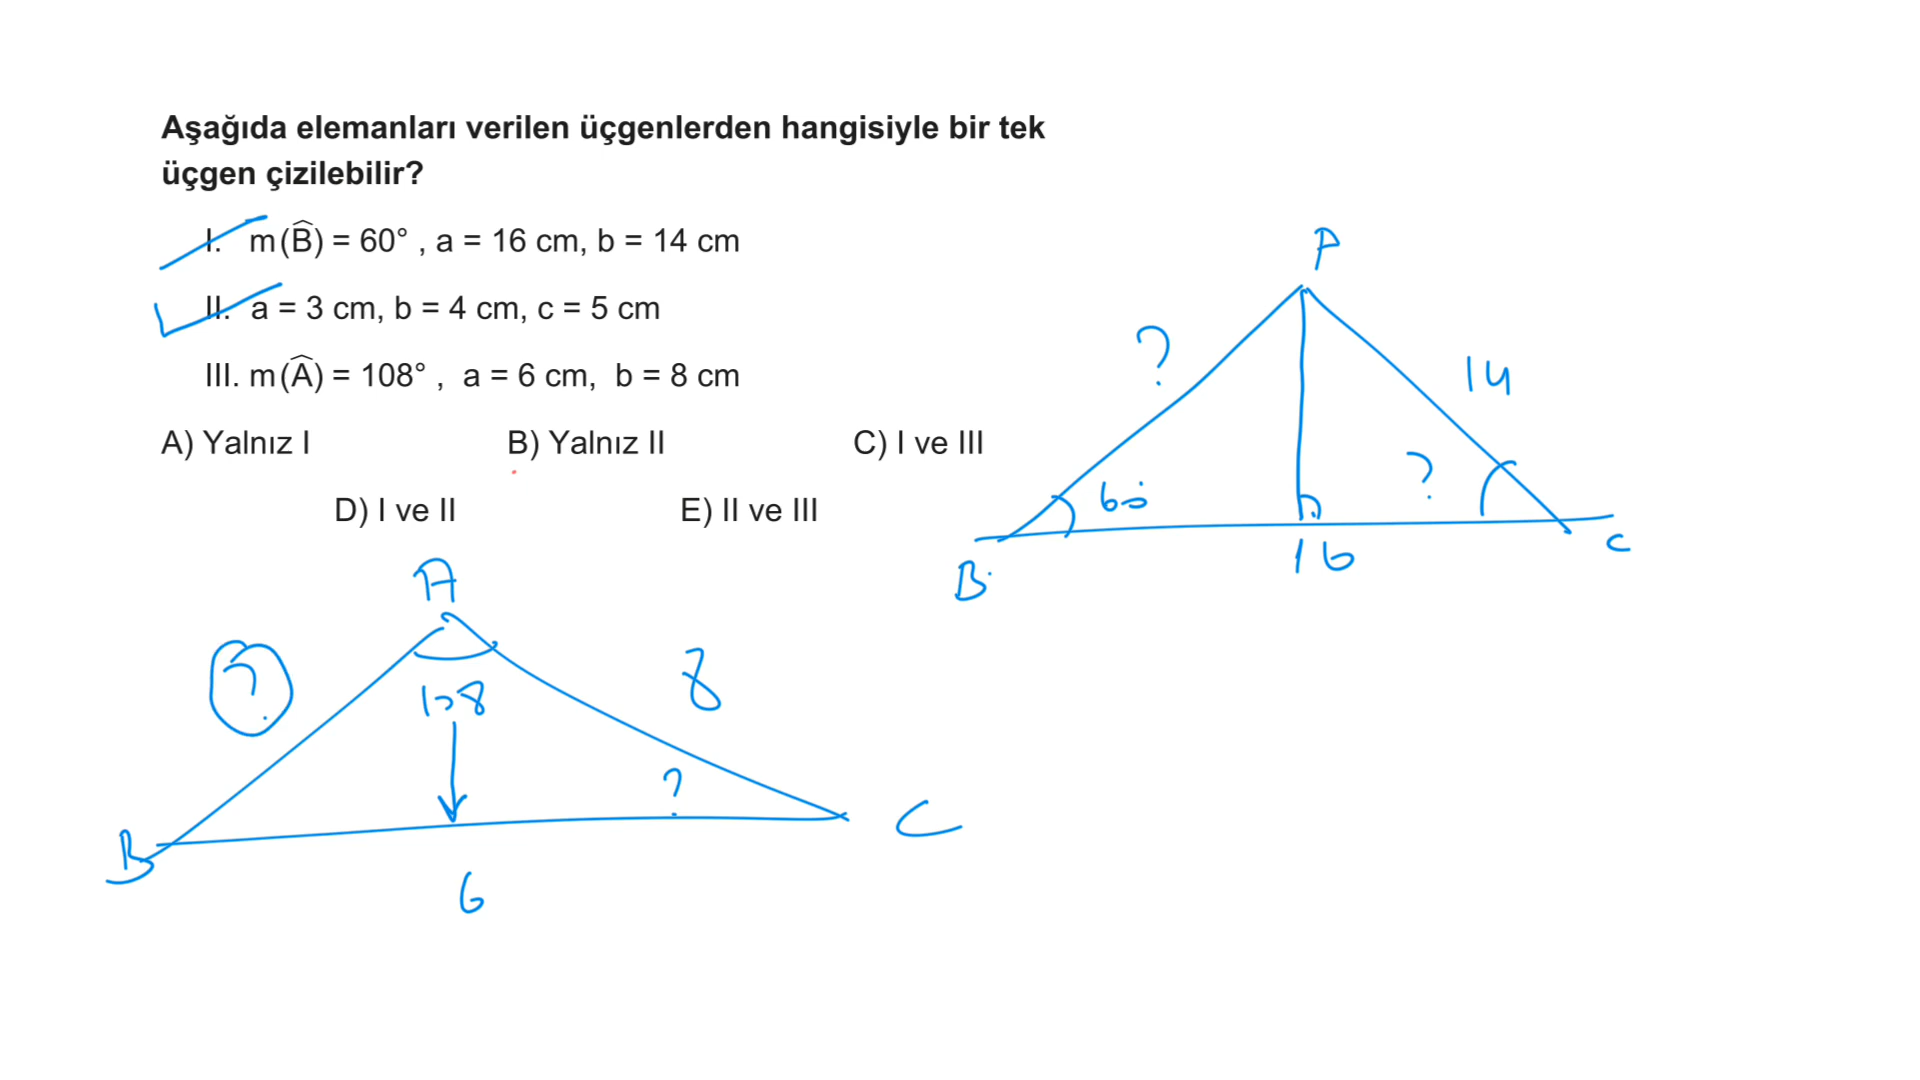 Aşağıda elemanları verilen üçgenlerden hangisiyle bir tek
üçgen çizilebilir?
I. m(B̂) = 60° , a = 16 cm, b = 14 cm
II. a = 3 cm, b = 4 cm, c = 5 cm
III. m(Â) = 108° , a = 6 cm, b = 8 cm
A) Yalnız I B) Yalnız II C) I ve III
D) I ve II E) II ve III
A
?
14
60
?
B
16
C
A
?
8
108
?
B
C
6